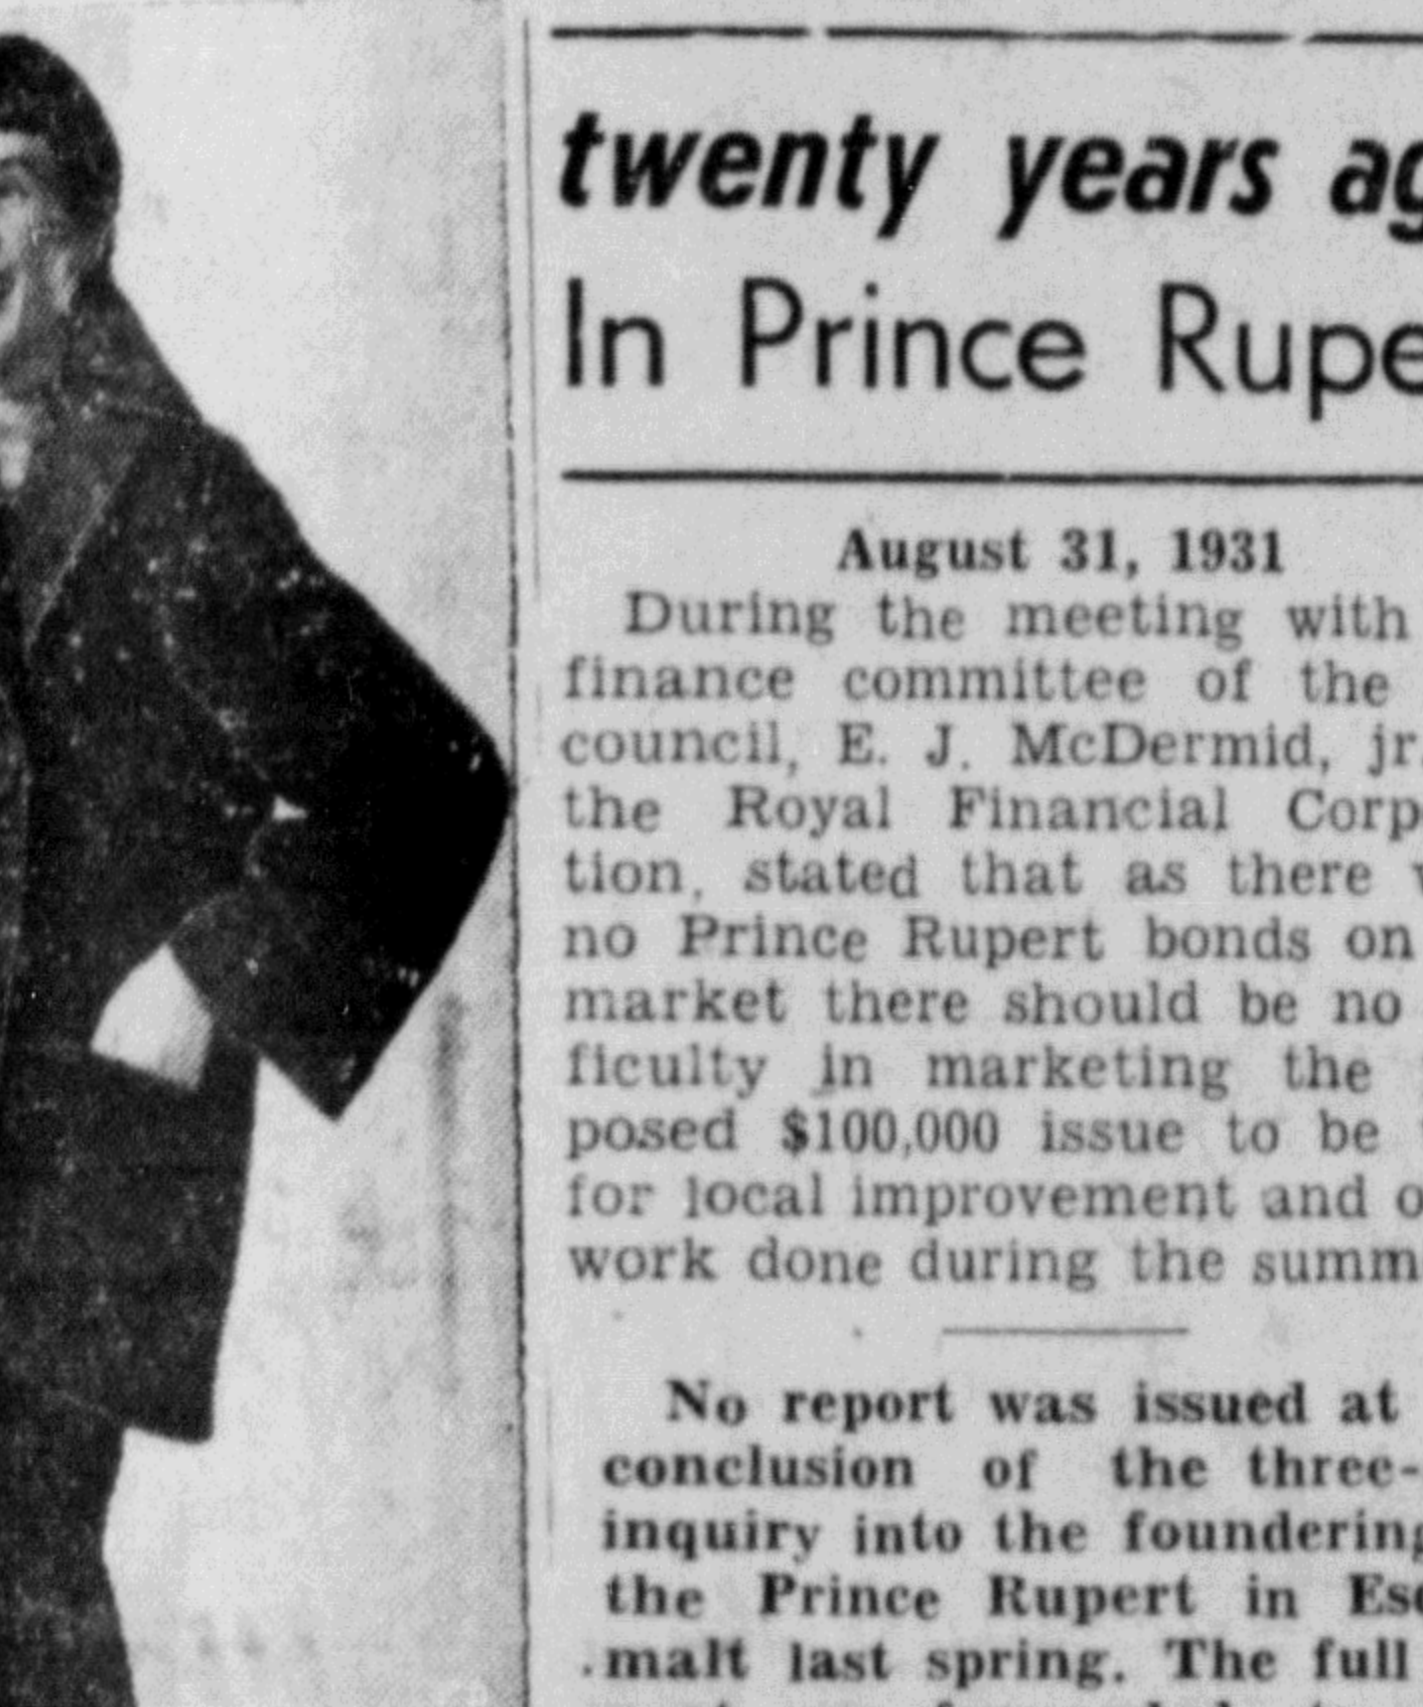 twenty years ag
In Prince Rupe
August 31, 1931
During the meeting with
finance committee of the
council, E. J. McDermid, jr.
the Royal Financial Corp
tion, stated that as there
no Prince Rupert bonds on
market there should be no
ficulty in marketing the
posed $100,000 issue to be
for local improvement and o
work done during the summ
No report was issued at
conclusion of the three-
inquiry into the foundering
the Prince Rupert in Esq
malt last spring. The full